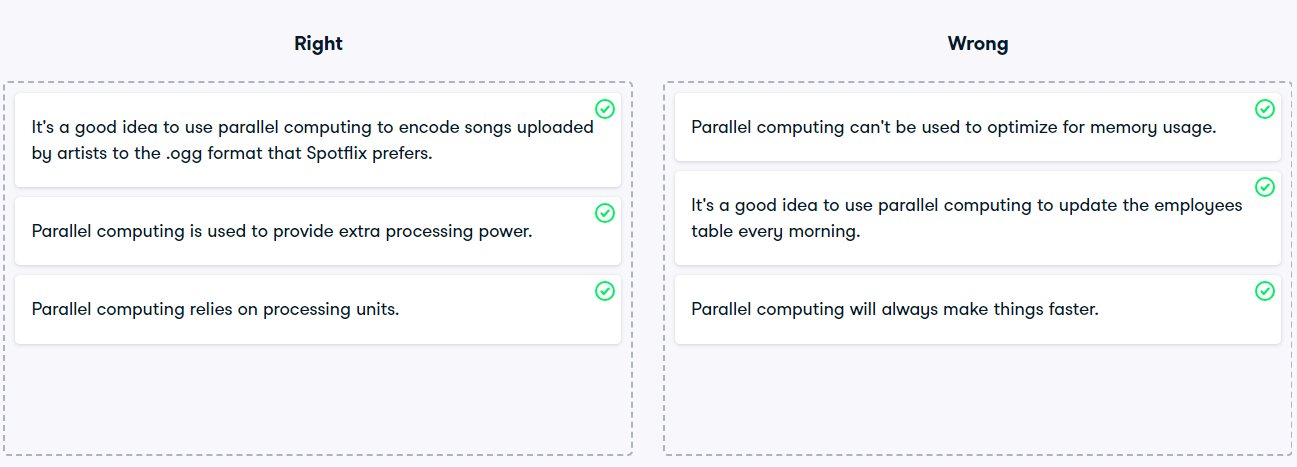 Right
It's a good idea to use parallel computing to encode songs uploaded
by artists to the .ogg format that Spotflix prefers.
Parallel computing is used to provide extra processing power.
Parallel computing relies on processing units.
Wrong
Parallel computing can't be used to optimize for memory usage.
It's a good idea to use parallel computing to update the employees
table every morning.
Parallel computing will always make things faster.